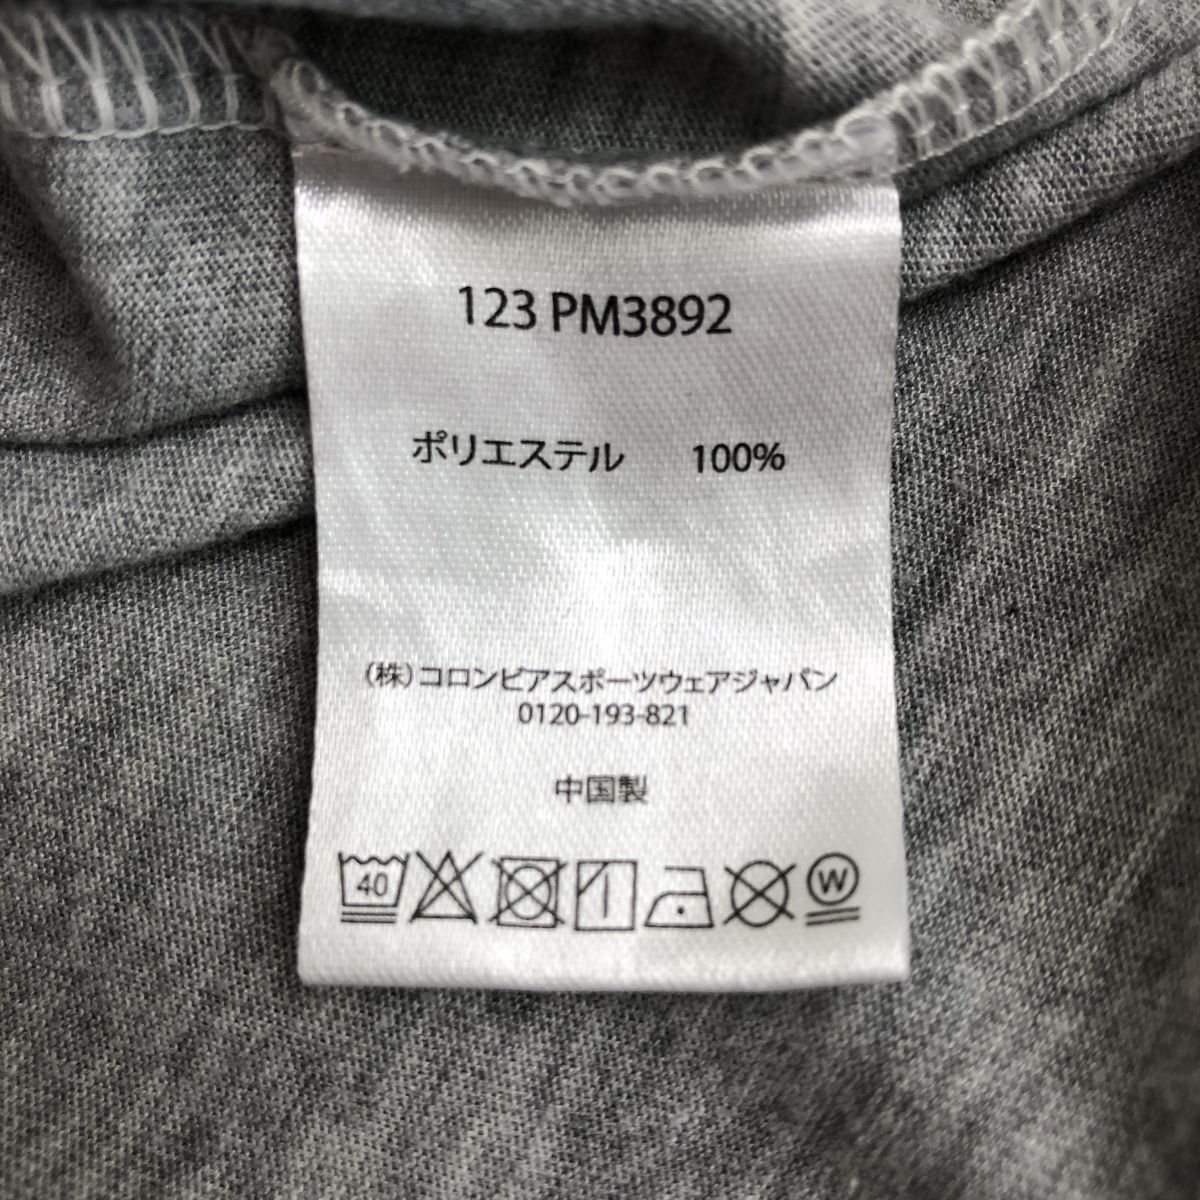 123 PM3892
ポリエステル 100%
(株)コロンビアスポーツウェアジャパン
0120-193-821
中国製
40 W